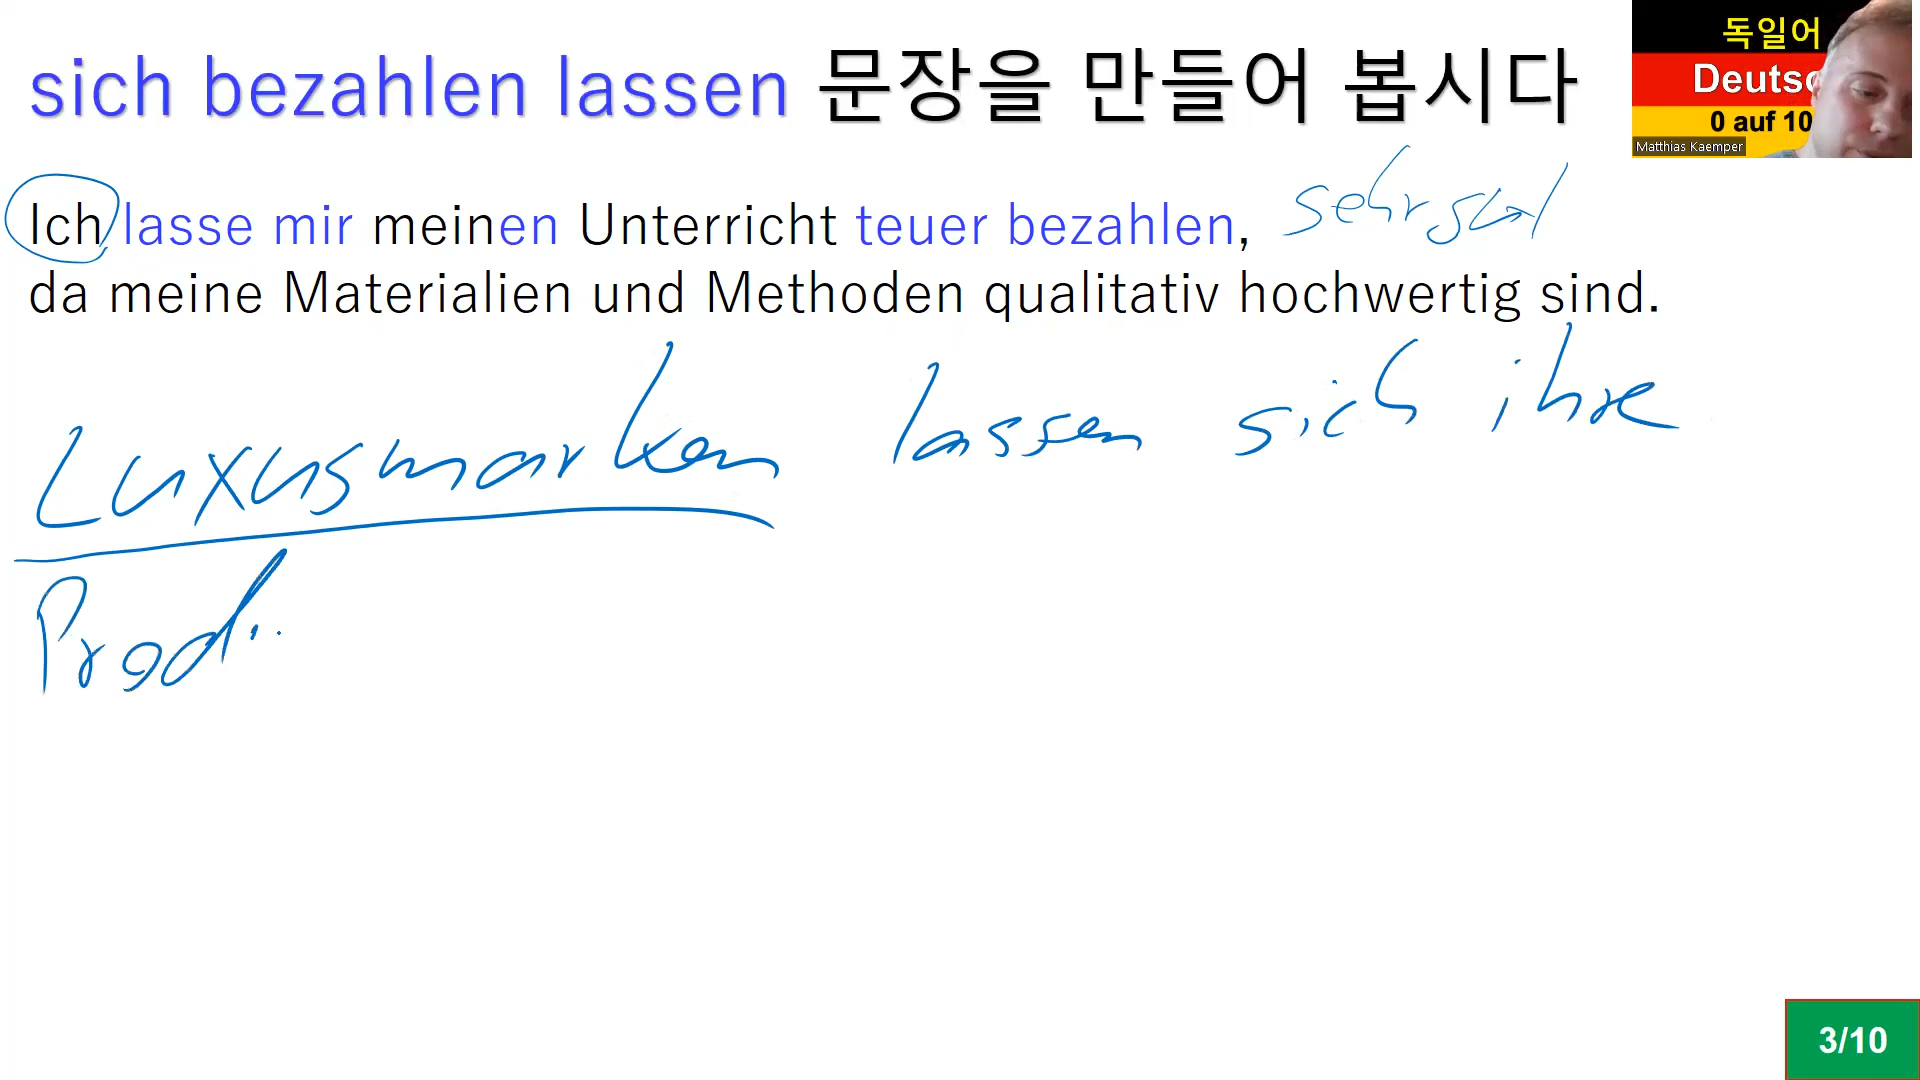 sich bezahlen lassen 문장을 만들어 봅시다
독일어
Deutsc
0 auf 10
Matthias Kaemper
Ich lasse mir meinen Unterricht teuer bezahlen, sehr gut
da meine Materialien und Methoden qualitativ hochwertig sind.
Luxusmarken lassen sich ihre
Prod
3/10